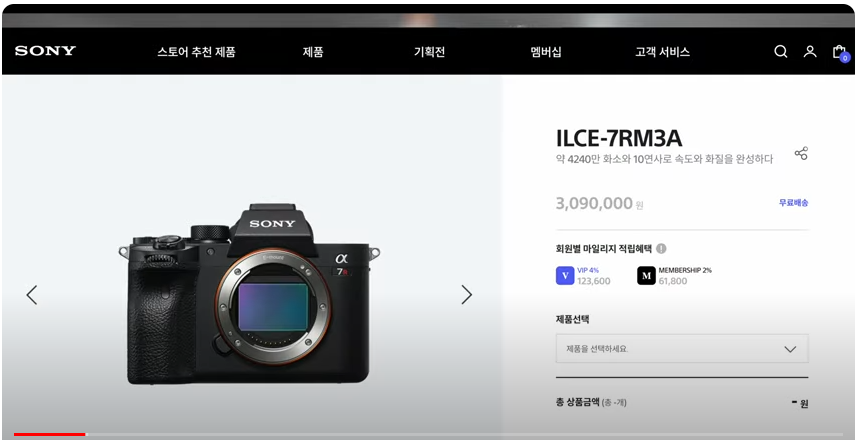 SONY
스토어 추천 제품
제품
기획전
멤버십
고객 서비스
0
SONY
α
7R
ILCE-7RM3A
약 4240만 화소와 10연사로 속도와 화질을 완성하다
3,090,000 원
무료배송
회원별 마일리지 적립혜택 !
V VIP 4%
123,600
M MEMBERSHIP 2%
61,800
제품선택
제품을 선택하세요.
총 상품금액 (총 -개)
- 원